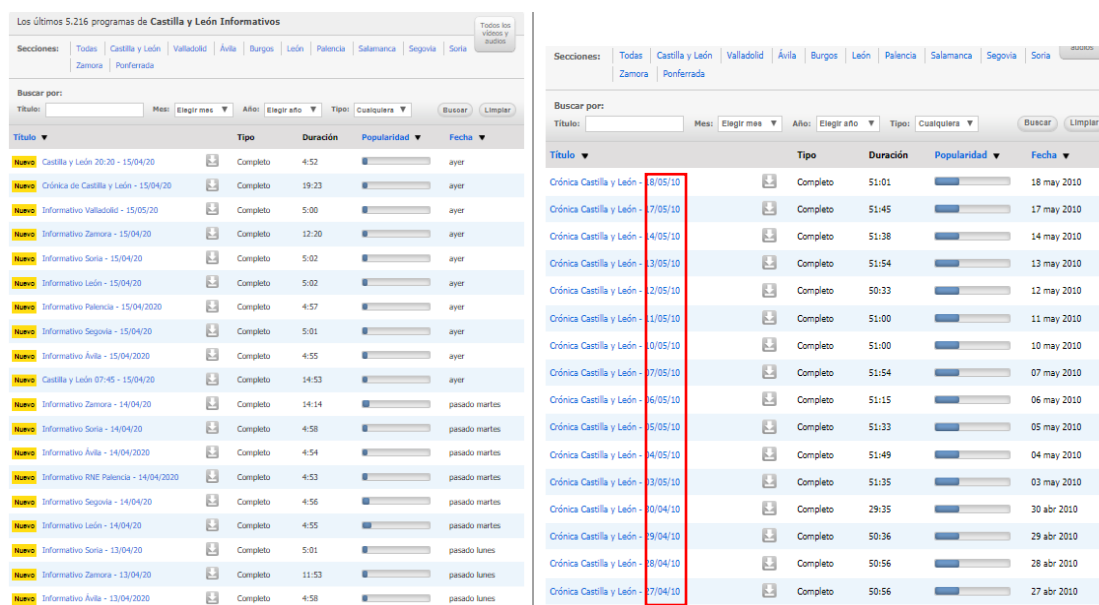 Los últimos 5.216 programas de Castilla y León Informativos
Todos los vídeos y audios
Secciones: Todas Castilla y León Valladolid Ávila Burgos León Palencia Salamanca Segovia Soria
Zamora Ponferrada
Buscar por:
Título: Mes: Elegir mes ▼ Año: Elegir año ▼ Tipo: Cualquiera ▼ Buscar Limpiar
Título ▼ Tipo Duración Popularidad ▼ Fecha ▼
Nuevo Castilla y León 20:20 - 15/04/20 Completo 4:52 ayer
Nuevo Crónica de Castilla y León - 15/04/20 Completo 19:23 ayer
Nuevo Informativo Valladolid - 15/05/20 Completo 5:00 ayer
Nuevo Informativo Zamora - 15/04/20 Completo 12:20 ayer
Nuevo Informativo Soria - 15/04/20 Completo 5:02 ayer
Nuevo Informativo León - 15/04/20 Completo 5:02 ayer
Nuevo Informativo Palencia - 15/04/2020 Completo 4:57 ayer
Nuevo Informativo Segovia - 15/04/20 Completo 5:01 ayer
Nuevo Informativo Ávila - 15/04/2020 Completo 4:55 ayer
Nuevo Castilla y León 07:45 - 15/04/20 Completo 14:53 ayer
Nuevo Informativo Zamora - 14/04/20 Completo 14:14 pasado martes
Nuevo Informativo Soria - 14/04/20 Completo 4:58 pasado martes
Nuevo Informativo Ávila - 14/04/2020 Completo 4:54 pasado martes
Nuevo Informativo RNE Palencia - 14/04/2020 Completo 4:53 pasado martes
Nuevo Informativo Segovia - 14/04/20 Completo 4:56 pasado martes
Nuevo Informativo León - 14/04/20 Completo 4:55 pasado martes
Nuevo Informativo Soria - 13/04/20 Completo 5:01 pasado lunes
Nuevo Informativo Zamora - 13/04/20 Completo 11:53 pasado lunes
Nuevo Informativo Ávila - 13/04/2020 Completo 4:58 pasado lunes
audios
Secciones: Todas Castilla y León Valladolid Ávila Burgos León Palencia Salamanca Segovia Soria
Zamora Ponferrada
Buscar por:
Título: Mes: Elegir mes ▼ Año: Elegir año ▼ Tipo: Cualquiera ▼ Buscar Limpiar
Título ▼ Tipo Duración Popularidad ▼ Fecha ▼
Crónica Castilla y León - 18/05/10 Completo 51:01 18 may 2010
Crónica Castilla y León - 17/05/10 Completo 51:45 17 may 2010
Crónica Castilla y León - 14/05/10 Completo 51:38 14 may 2010
Crónica Castilla y León - 13/05/10 Completo 51:54 13 may 2010
Crónica Castilla y León - 12/05/10 Completo 50:33 12 may 2010
Crónica Castilla y León - 11/05/10 Completo 51:00 11 may 2010
Crónica Castilla y León - 10/05/10 Completo 51:00 10 may 2010
Crónica Castilla y León - 07/05/10 Completo 51:54 07 may 2010
Crónica Castilla y León - 06/05/10 Completo 51:15 06 may 2010
Crónica Castilla y León - 05/05/10 Completo 51:33 05 may 2010
Crónica Castilla y León - 04/05/10 Completo 51:49 04 may 2010
Crónica Castilla y León - 03/05/10 Completo 51:35 03 may 2010
Crónica Castilla y León - 30/04/10 Completo 29:35 30 abr 2010
Crónica Castilla y León - 29/04/10 Completo 50:36 29 abr 2010
Crónica Castilla y León - 28/04/10 Completo 50:56 28 abr 2010
Crónica Castilla y León - 27/04/10 Completo 50:56 27 abr 2010